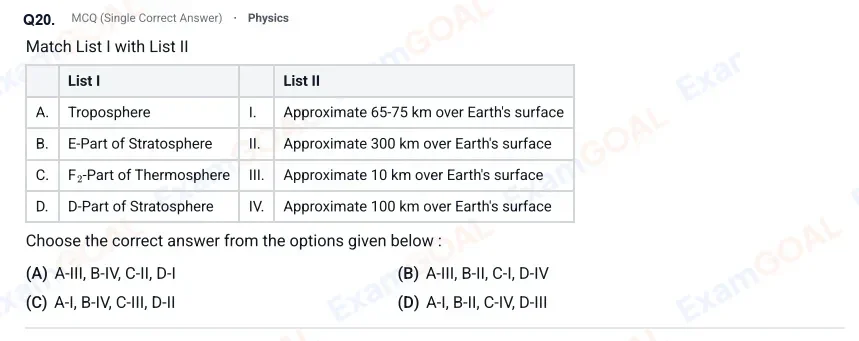 Q20. MCQ (Single Correct Answer) · Physics
Match List I with List II
List I List II
A. Troposphere I. Approximate 65-75 km over Earth's surface
B. E-Part of Stratosphere II. Approximate 300 km over Earth's surface
C. F₂-Part of Thermosphere III. Approximate 10 km over Earth's surface
D. D-Part of Stratosphere IV. Approximate 100 km over Earth's surface
Choose the correct answer from the options given below :
(A) A-III, B-IV, C-II, D-I (B) A-III, B-II, C-I, D-IV
(C) A-I, B-IV, C-III, D-II (D) A-I, B-II, C-IV, D-III